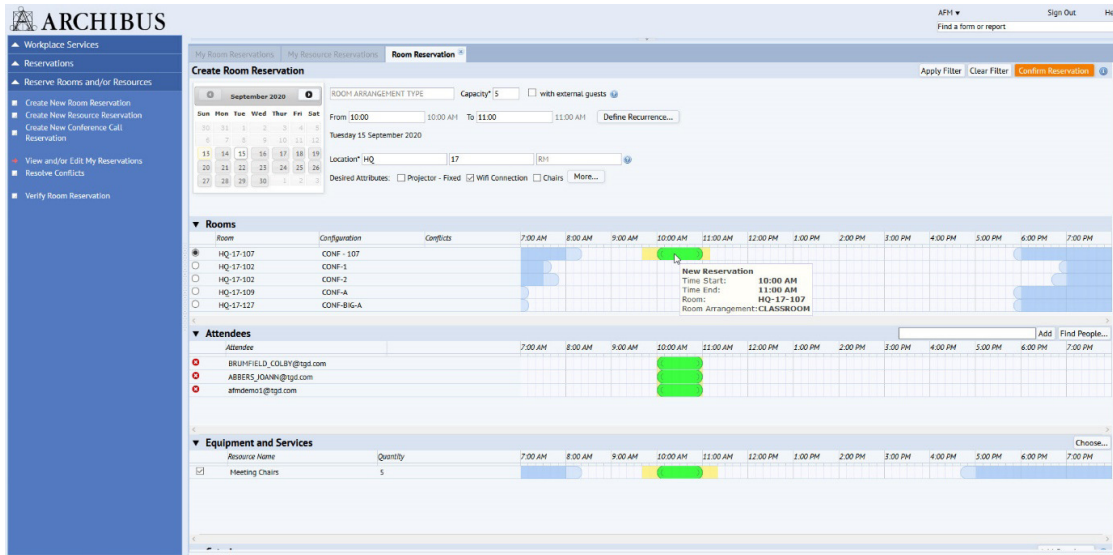 AFM ▾ Sign Out He
ARCHIBUS
Find a form or report
Workplace Services
Reservations
Reserve Rooms and/or Resources
Create New Room Reservation
Create New Resource Reservation
Create New Conference Call
Reservation
View and/or Edit My Reservations
Resolve Conflicts
Verify Room Reservation
My Room Reservations My Resource Reservations Room Reservation
Create Room Reservation Apply Filter Clear Filter Confirm Reservation
September 2020
Sun Mon Tue Wed Thur Fri Sat
30 31 1 2 3 4 5
6 7 8 9 10 11 12
13 14 15 16 17 18 19
20 21 22 23 24 25 26
27 28 29 30 1 2 3
ROOM ARRANGEMENT TYPE Capacity* 5 with external guests
From 10:00 10:00 AM To 11:00 11:00 AM Define Recurrence...
Tuesday 15 September 2020
Location* HQ 17 RM
Desired Attributes: Projector - Fixed Wifi Connection Chairs More...
Rooms
Room Configuration Conflicts 7:00 AM 8:00 AM 9:00 AM 10:00 AM 11:00 AM 12:00 PM 1:00 PM 2:00 PM 3:00 PM 4:00 PM 5:00 PM 6:00 PM 7:00 PM
HQ-17-107 CONF - 107
HQ-17-102 CONF-1
HQ-17-102 CONF-2
HQ-17-109 CONF-A
HQ-17-127 CONF-BIG-A
New Reservation
Time Start: 10:00 AM
Time End: 11:00 AM
Room: HQ-17-107
Room Arrangement: CLASSROOM
Attendees Add Find People...
Attendee 7:00 AM 8:00 AM 9:00 AM 10:00 AM 11:00 AM 12:00 PM 1:00 PM 2:00 PM 3:00 PM 4:00 PM 5:00 PM 6:00 PM 7:00 PM
BRUMFIELD_COLBY@tgd.com
ABBERS_JOANN@tgd.com
afmdemo1@tgd.com
Equipment and Services Choose...
Resource Name Quantity 7:00 AM 8:00 AM 9:00 AM 10:00 AM 11:00 AM 12:00 PM 1:00 PM 2:00 PM 3:00 PM 4:00 PM 5:00 PM 6:00 PM 7:00 PM
Meeting Chairs 5